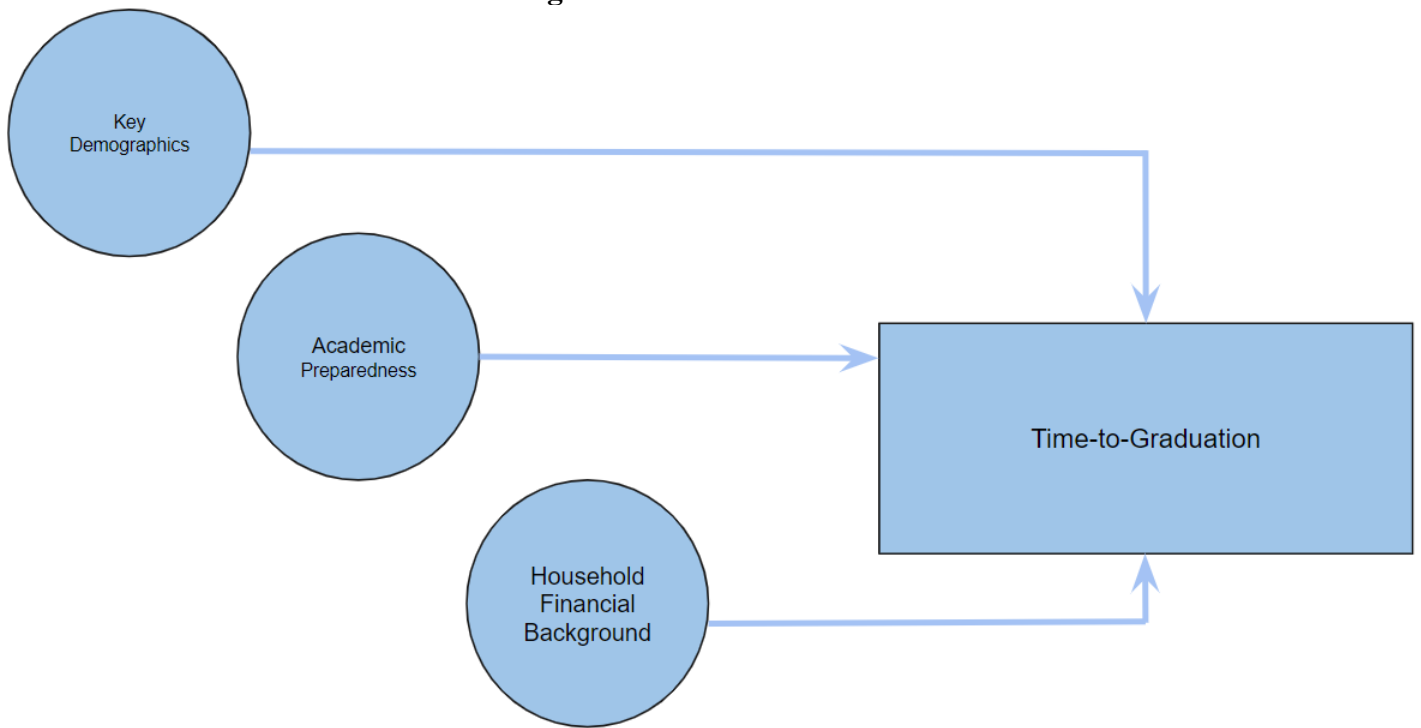 Key
Demographics
Academic
Preparedness
Time-to-Graduation
Household
Financial
Background